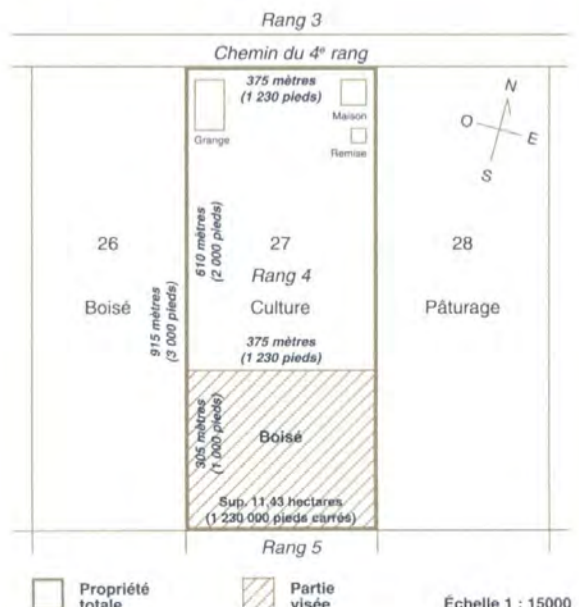 Rang 3
Chemin du 4e rang
375 mètres
(1 230 pieds)
Grange
Maison
Remise
N
O
E
S
610 mètres
(2 000 pieds)
915 mètres
(3 000 pieds)
26
Boisé
27
Rang 4
Culture
28
Pâturage
375 mètres
(1 230 pieds)
305 mètres
(1 000 pieds)
Boisé
Sup. 11,43 hectares
(1 230 000 pieds carrés)
Rang 5
Propriété
totale
Partie
visée
Échelle 1 : 15000